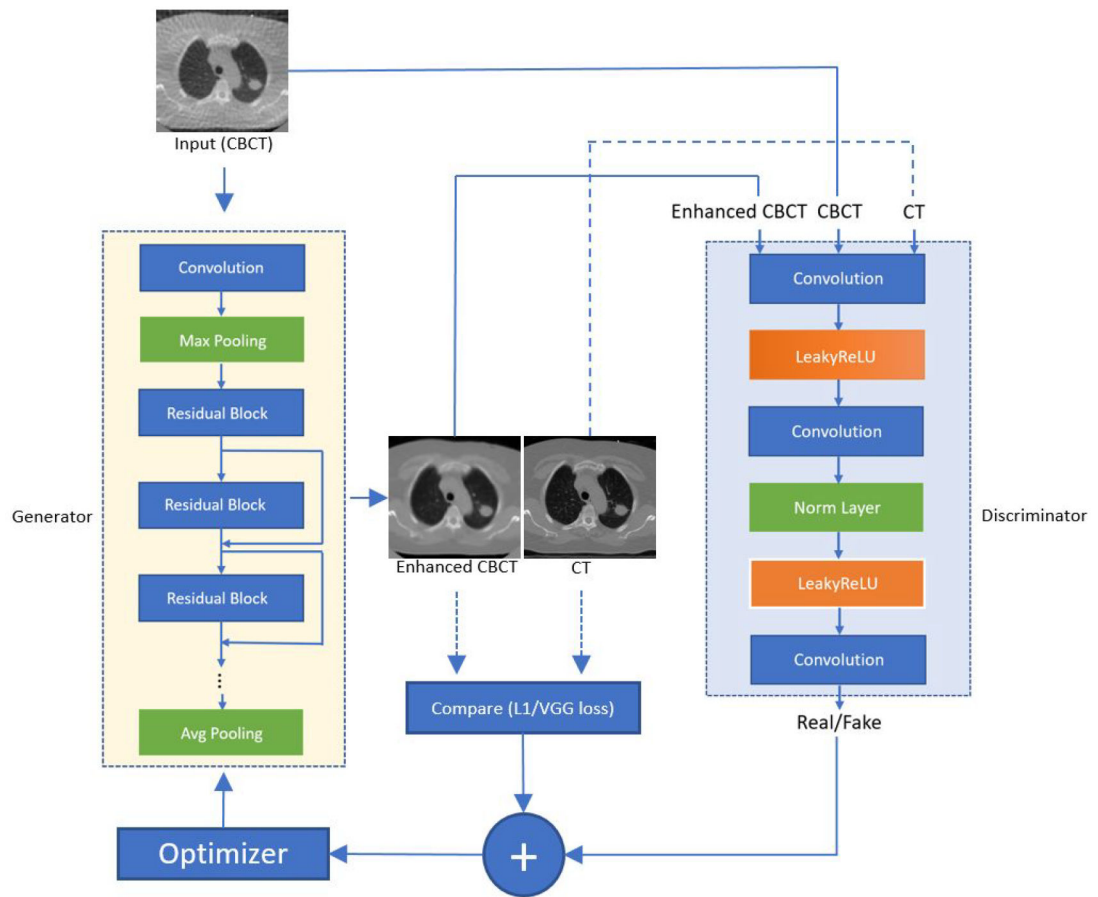 Input (CBCT)
Enhanced CBCT CBCT CT
Convolution
Max Pooling
Residual Block
Residual Block
Residual Block
⋮
Avg Pooling
Generator
Enhanced CBCT
CT
Compare (L1/VGG loss)
Convolution
LeakyReLU
Convolution
Norm Layer
LeakyReLU
Convolution
Real/Fake
Discriminator
Optimizer
+